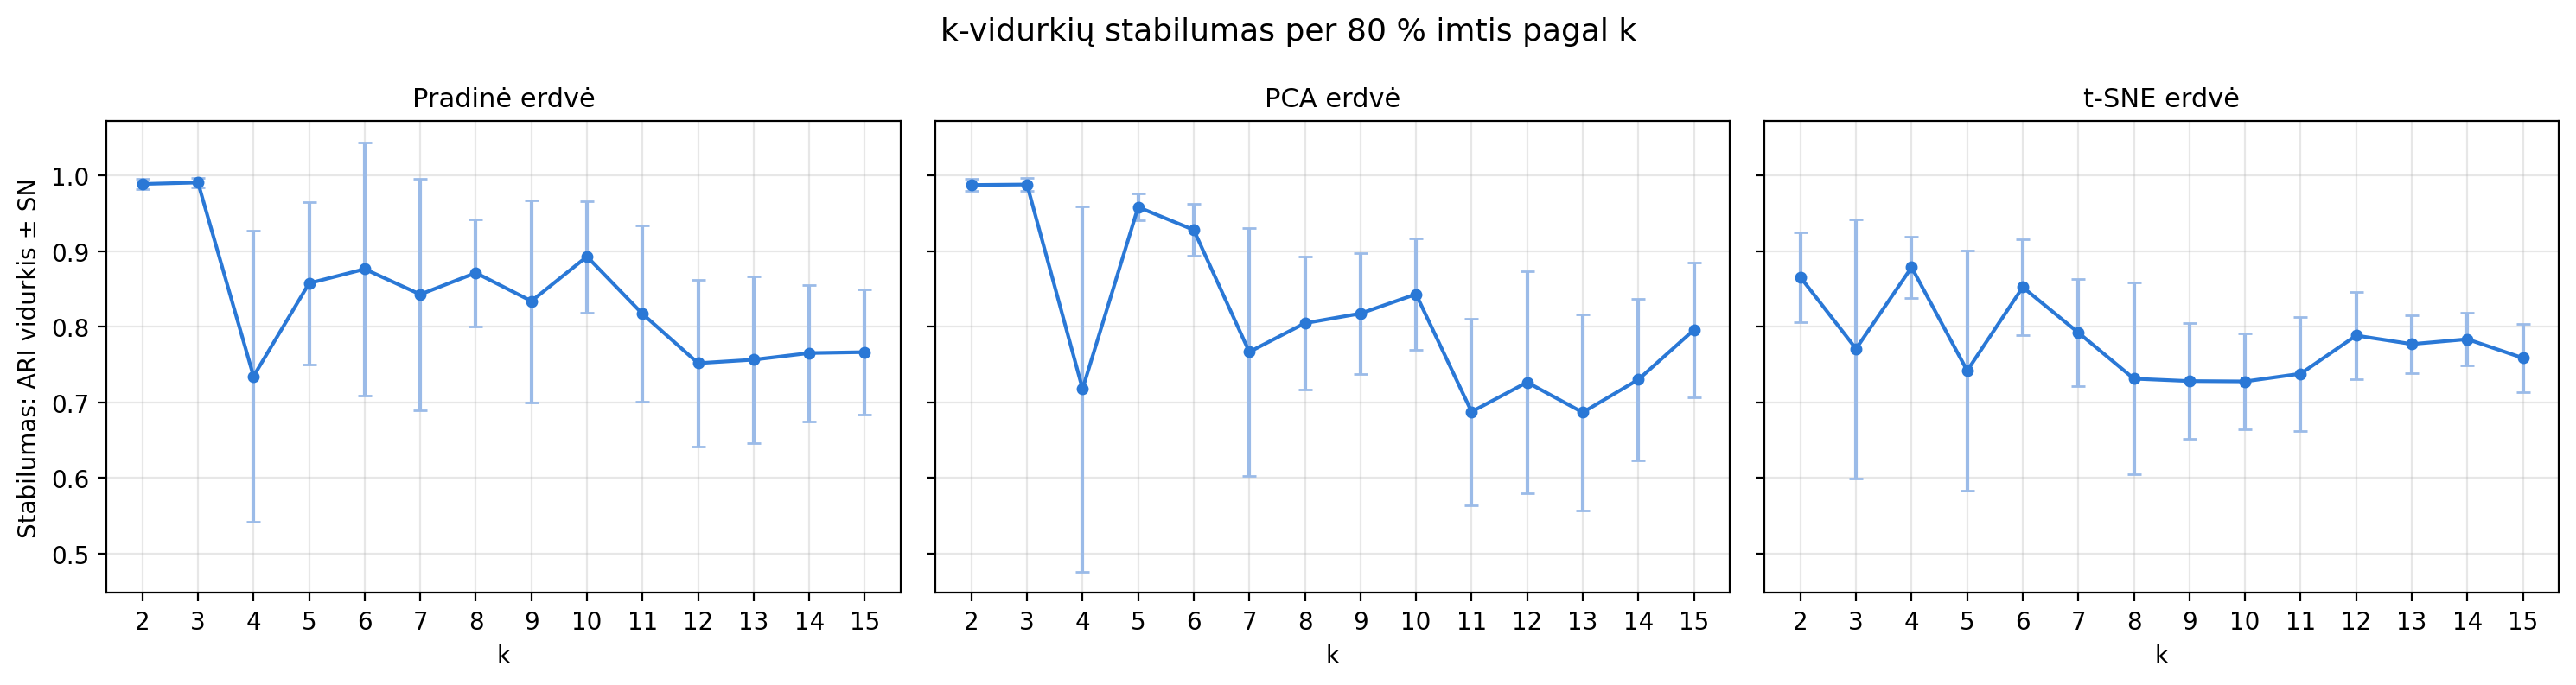 k-vidurkių stabilumas per 80 % imtis pagal k
Pradinė erdvė
PCA erdvė
t-SNE erdvė
Stabilumas: ARI vidurkis ± SN
1.0
0.9
0.8
0.7
0.6
0.5
2 3 4 5 6 7 8 9 10 11 12 13 14 15
k
2 3 4 5 6 7 8 9 10 11 12 13 14 15
k
2 3 4 5 6 7 8 9 10 11 12 13 14 15
k